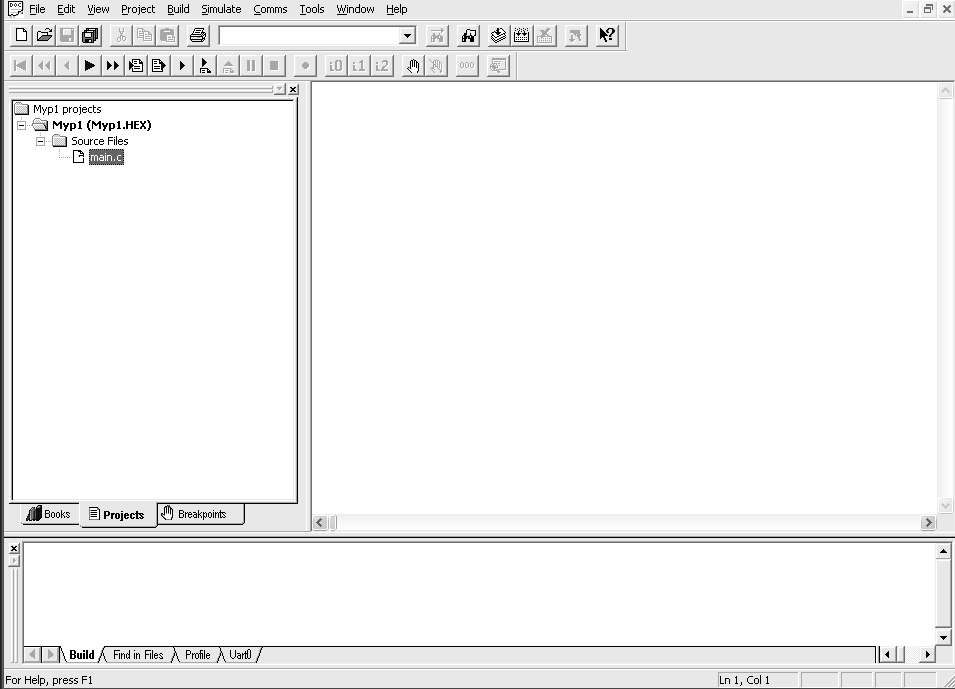 File Edit View Project Build Simulate Comms Tools Window Help
i0 i1 i2 000
Myp1 projects
Myp1 (Myp1.HEX)
Source Files
main.c
Books Projects Breakpoints
Build Find in Files Profile Uart0
For Help, press F1 Ln 1, Col 1